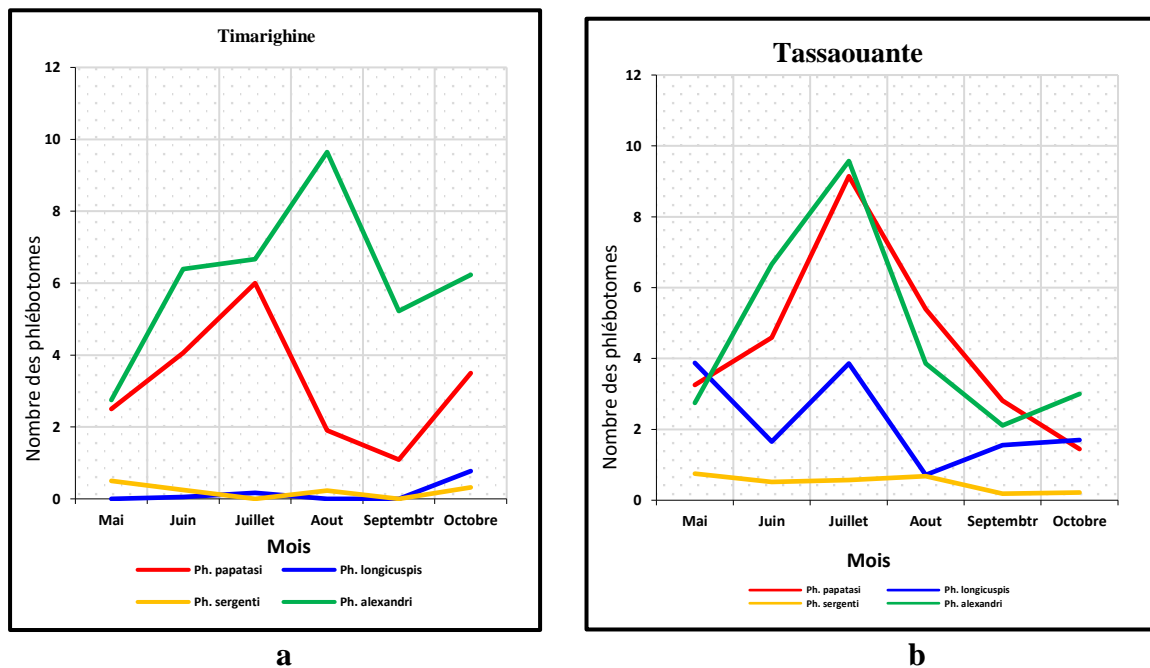 Timarighine
12
10
8
6
4
2
0
Nombre des phlébotomes
Mai Juin Juillet Aout Septembtr Octobre
Mois
Ph. papatasi Ph. longicuspis
Ph. sergenti Ph. alexandri
a
Tassaouante
12
10
8
6
4
2
0
Nombre des phlébotomes
Mai Juin Juillet Aout Septembtr Octobre
Mois
Ph. papatasi Ph. longicuspis
Ph. sergenti Ph. alexandri
b